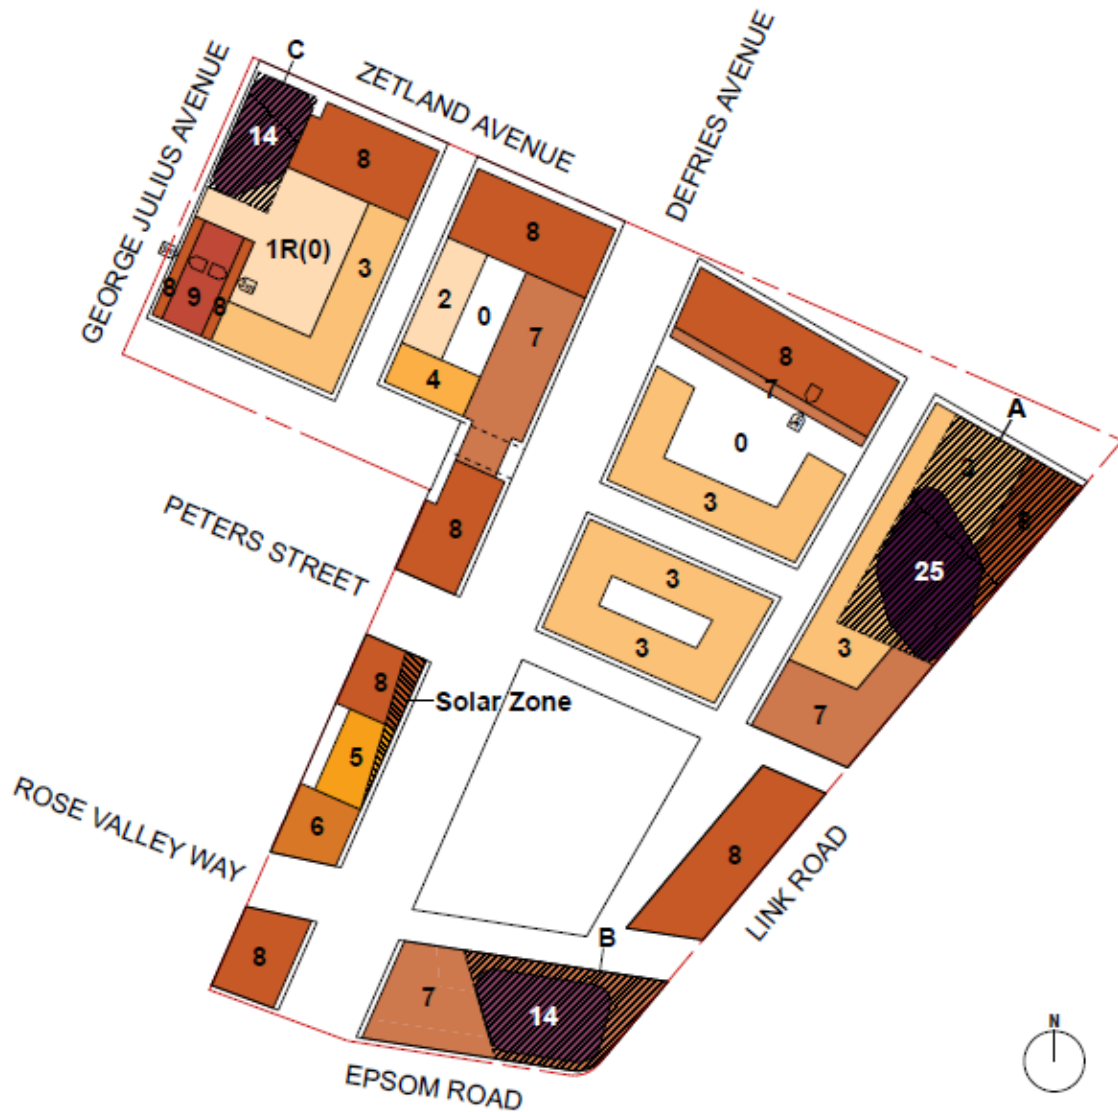 C
ZETLAND AVENUE
DEFRIES AVENUE
GEORGE JULIUS AVENUE
14
8
8
1R(0)
3
8
9
8
2
0
7
4
8
7
0
3
A
3
25
8
3
3
3
7
PETERS STREET
8
Solar Zone
5
6
ROSE VALLEY WAY
8
LINK ROAD
8
B
7
14
EPSOM ROAD
N